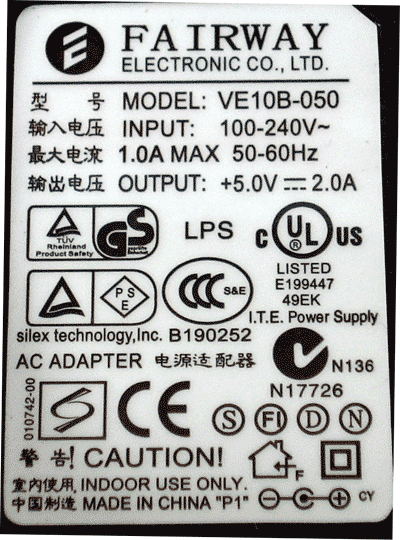 FAIRWAY
ELECTRONIC CO., LTD.
型 号 MODEL: VE10B-050
输入电压 INPUT: 100-240V~
最大电流 1.0A MAX 50-60Hz
输出电压 OUTPUT: +5.0V ⎓ 2.0A
TÜV
Rheinland
Product Safety
GS
LPS
c UL US
LISTED
E199447
49EK
I.T.E. Power Supply
PSE
CCC S&E
silex technology,Inc. B190252
AC ADAPTER 电源适配器
N136
N17726
010742-00
S
CE
S FI D N
警 告! CAUTION!
F
室内使用, INDOOR USE ONLY.
中国制造 MADE IN CHINA "P1"
CY